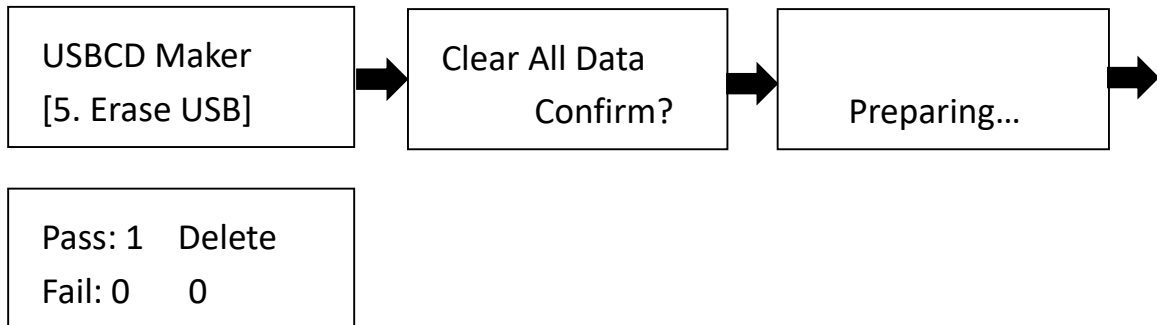 USBCD Maker
[5. Erase USB]
Clear All Data
Confirm?
Preparing...
Pass: 1 Delete
Fail: 0 0